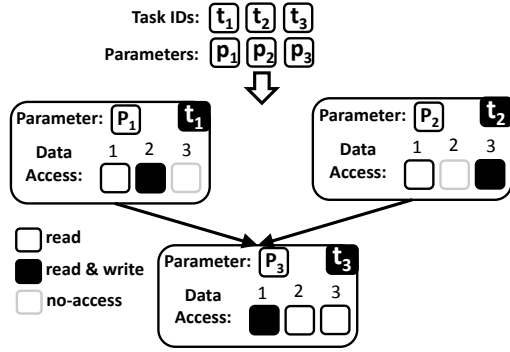 Task IDs: t1 t2 t3
Parameters: p1 p2 p3
Parameter: P1 t1
Data Access: 1 2 3
Parameter: P2 t2
Data Access: 1 2 3
read
read & write
no-access
Parameter: P3 t3
Data Access: 1 2 3